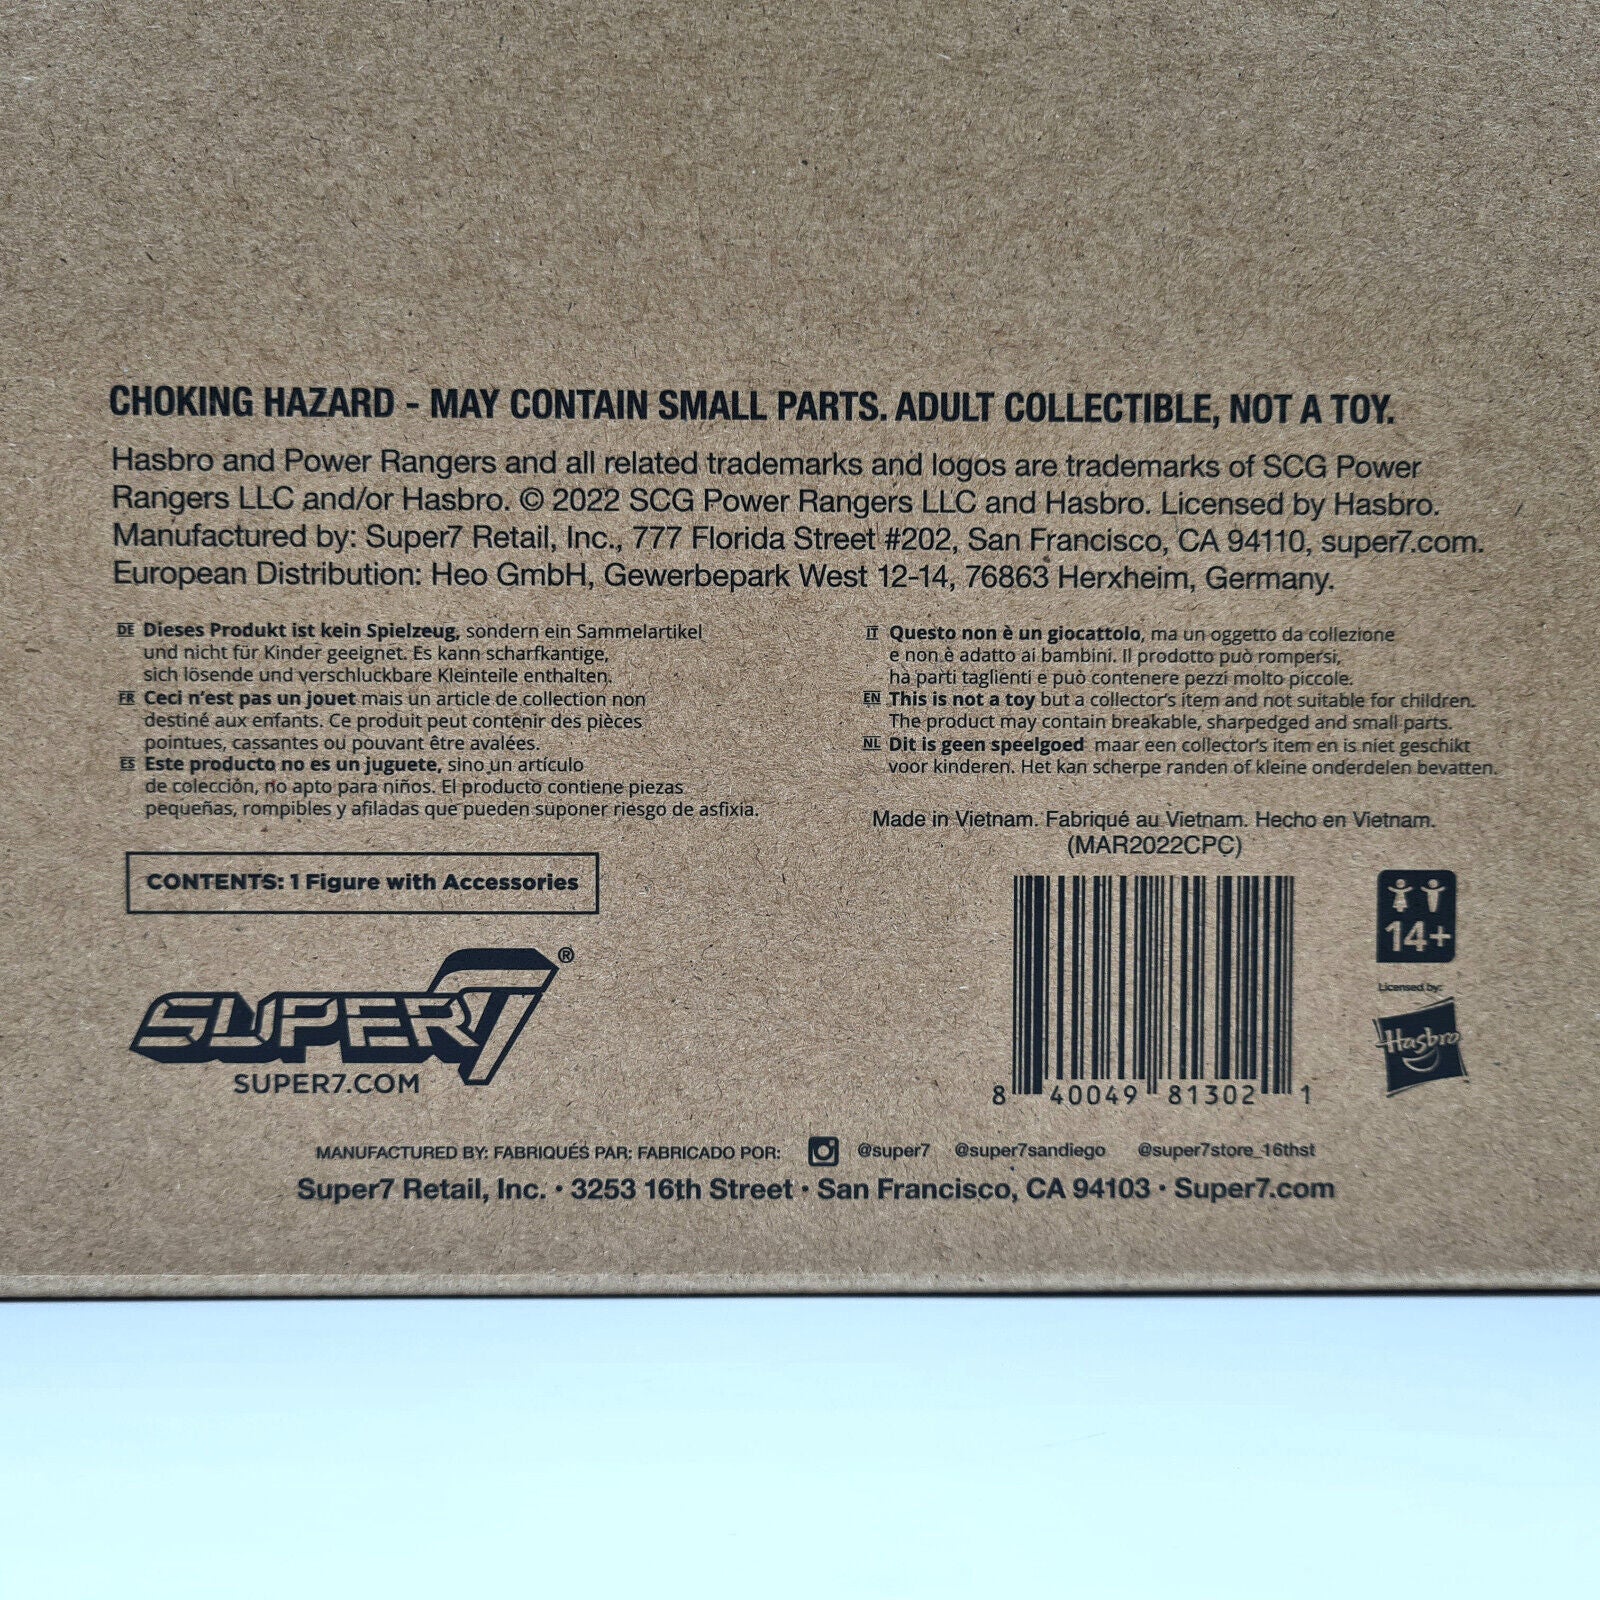 CHOKING HAZARD - MAY CONTAIN SMALL PARTS. ADULT COLLECTIBLE, NOT A TOY.
Hasbro and Power Rangers and all related trademarks and logos are trademarks of SCG Power
Rangers LLC and/or Hasbro. © 2022 SCG Power Rangers LLC and Hasbro. Licensed by Hasbro.
Manufactured by: Super7 Retail, Inc., 777 Florida Street #202, San Francisco, CA 94110, super7.com.
European Distribution: Heo GmbH, Gewerbepark West 12-14, 76863 Herxheim, Germany.
DE Dieses Produkt ist kein Spielzeug, sondern ein Sammelartikel
und nicht für Kinder geeignet. Es kann scharfkantige,
sich lösende und verschluckbare Kleinteile enthalten.
FR Ceci n'est pas un jouet mais un article de collection non
destiné aux enfants. Ce produit peut contenir des pièces
pointues, cassantes ou pouvant être avalées.
ES Este producto no es un juguete, sino un artículo
de colección, no apto para niños. El producto contiene piezas
pequeñas, rompibles y afiladas que pueden suponer riesgo de asfixia.
IT Questo non è un giocattolo, ma un oggetto da collezione
e non è adatto ai bambini. Il prodotto può rompersi,
ha parti taglienti e può contenere pezzi molto piccole.
EN This is not a toy but a collector's item and not suitable for children.
The product may contain breakable, sharpedged and small parts.
NL Dit is geen speelgoed maar een collector's item en is niet geschikt
voor kinderen. Het kan scherpe randen of kleine onderdelen bevatten.
Made in Vietnam. Fabriqué au Vietnam. Hecho en Vietnam.
(MAR2022CPC)
CONTENTS: 1 Figure with Accessories
SUPER7®
SUPER7.COM
8 40049 81302 1
14+
Licensed by:
Hasbro
MANUFACTURED BY: FABRIQUÉS PAR: FABRICADO POR: @super7 @super7sandiego @super7store_16thst
Super7 Retail, Inc. • 3253 16th Street • San Francisco, CA 94103 • Super7.com